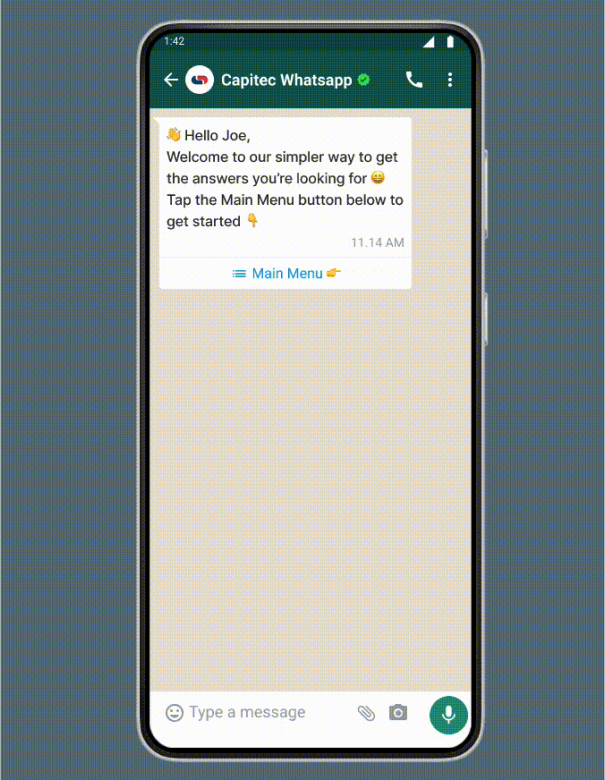 1:42
Capitec Whatsapp
👋 Hello Joe,
Welcome to our simpler way to get
the answers you're looking for 😀
Tap the Main Menu button below to
get started 👇
11.14 AM
Main Menu 👉
Type a message